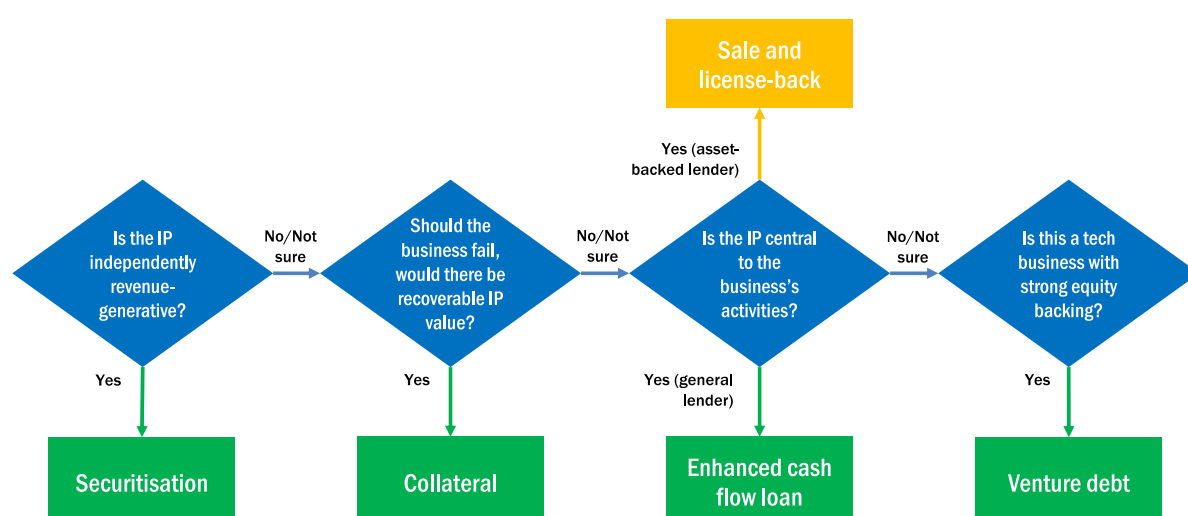 Sale and
license-back
Yes (asset-
backed lender)
Is the IP
independently
revenue-
generative?
No/Not
sure
Should the
business fail,
would there be
recoverable IP
value?
No/Not
sure
Is the IP central
to the
business's
activities?
No/Not
sure
Is this a tech
business with
strong equity
backing?
Yes
Yes
Yes (general
lender)
Yes
Securitisation
Collateral
Enhanced cash
flow loan
Venture debt